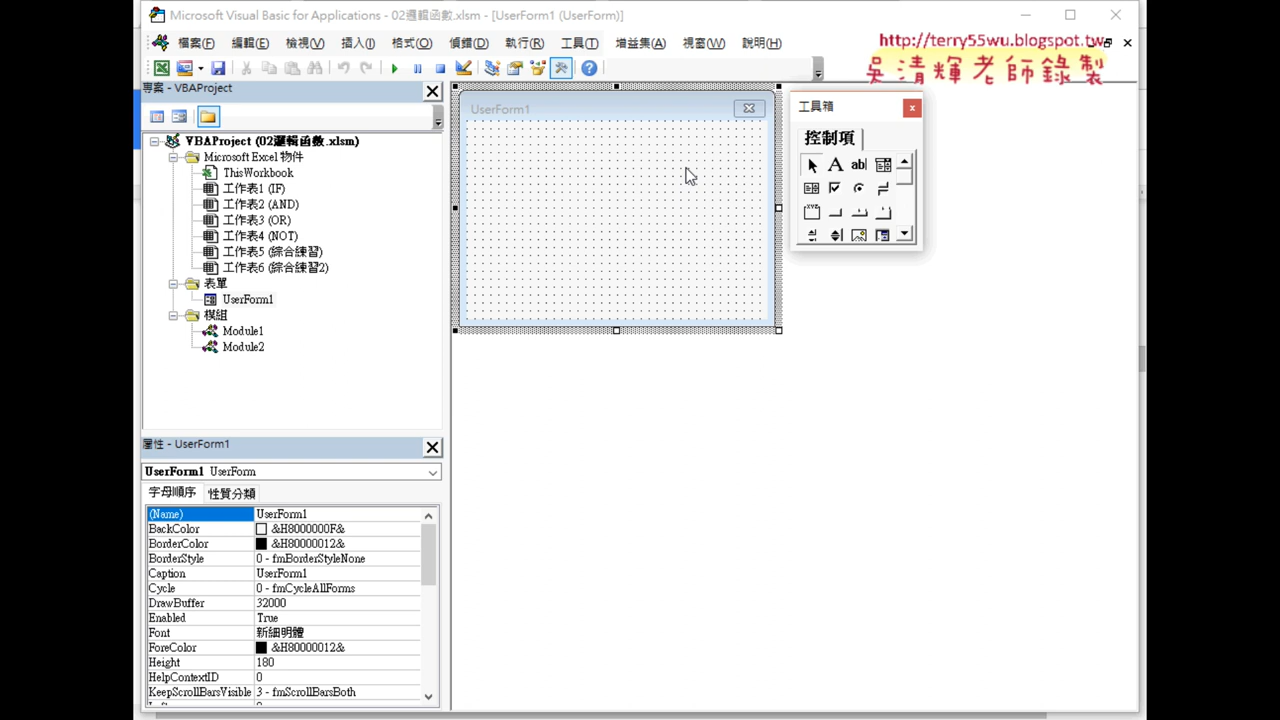 Microsoft Visual Basic for Applications - 02邏輯函數.xlsm - [UserForm1 (UserForm)]
檔案(F) 編輯(E) 檢視(V) 插入(I) 格式(O) 偵錯(D) 執行(R) 工具(T) 增益集(A) 視窗(W) 說明(H)
http://terry55wu.blogspot.tw
吳清輝老師錄製
專案 - VBAProject
VBAProject (02邏輯函數.xlsm)
Microsoft Excel 物件
ThisWorkbook
工作表1 (IF)
工作表2 (AND)
工作表3 (OR)
工作表4 (NOT)
工作表5 (綜合練習)
工作表6 (綜合練習2)
表單
UserForm1
模組
Module1
Module2
UserForm1
工具箱
控制項
A
ab
屬性 - UserForm1
UserForm1 UserForm
字母順序 性質分類
(Name) UserForm1
BackColor &H8000000F&
BorderColor &H80000012&
BorderStyle 0 - fmBorderStyleNone
Caption UserForm1
Cycle 0 - fmCycleAllForms
DrawBuffer 32000
Enabled True
Font 新細明體
ForeColor &H80000012&
Height 180
HelpContextID 0
KeepScrollBarsVisible 3 - fmScrollBarsBoth